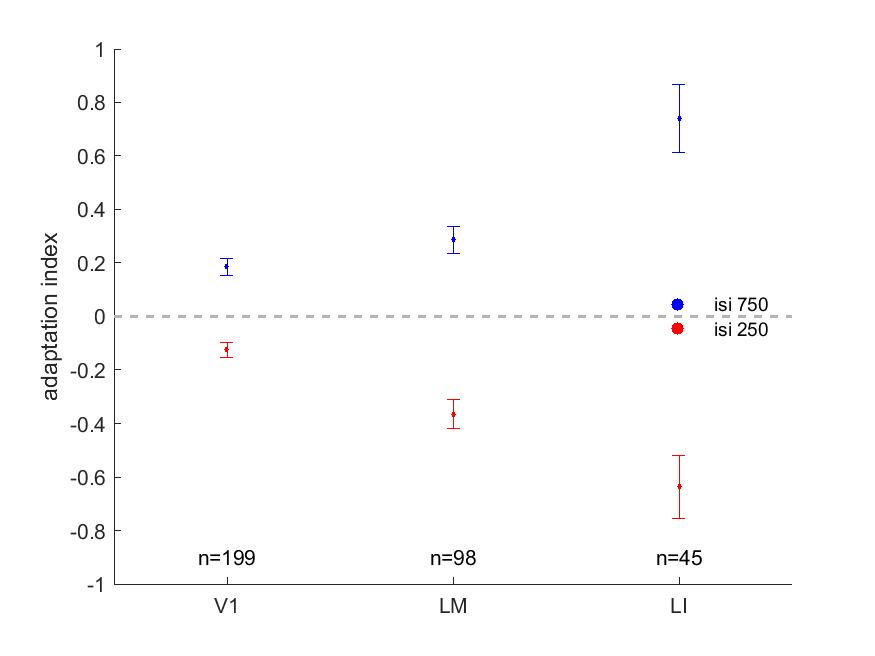 1
0.8
0.6
0.4
0.2
0
-0.2
-0.4
-0.6
-0.8
-1
adaptation index
isi 750
isi 250
n=199 n=98 n=45
V1 LM LI